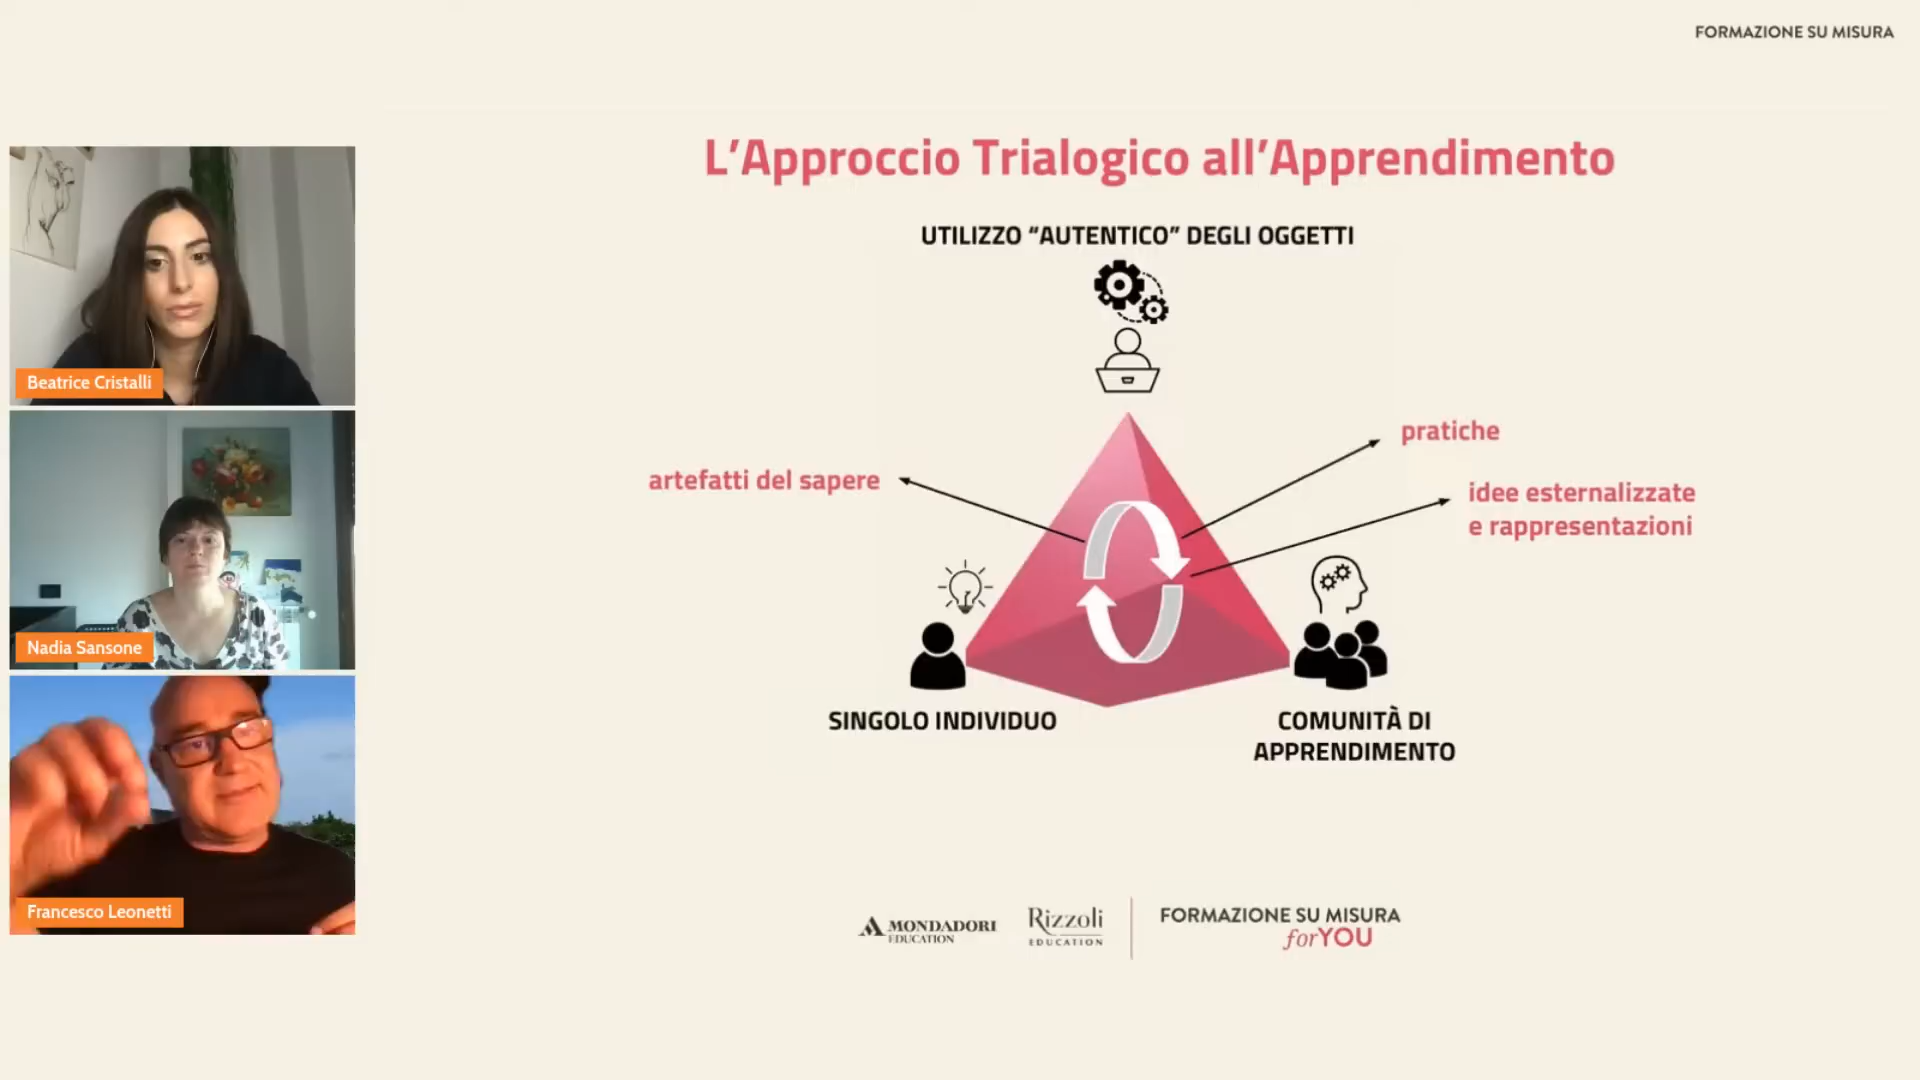 FORMAZIONE SU MISURA
L’Approccio Trialogico all’Apprendimento
UTILIZZO “AUTENTICO” DEGLI OGGETTI
pratiche
artefatti del sapere
idee esternalizzate
e rappresentazioni
SINGOLO INDIVIDUO
COMUNITÀ DI
APPRENDIMENTO
Beatrice Cristalli
Nadia Sansone
Francesco Leonetti
MONDADORI
EDUCATION
Rizzoli
EDUCATION
FORMAZIONE SU MISURA
forYOU